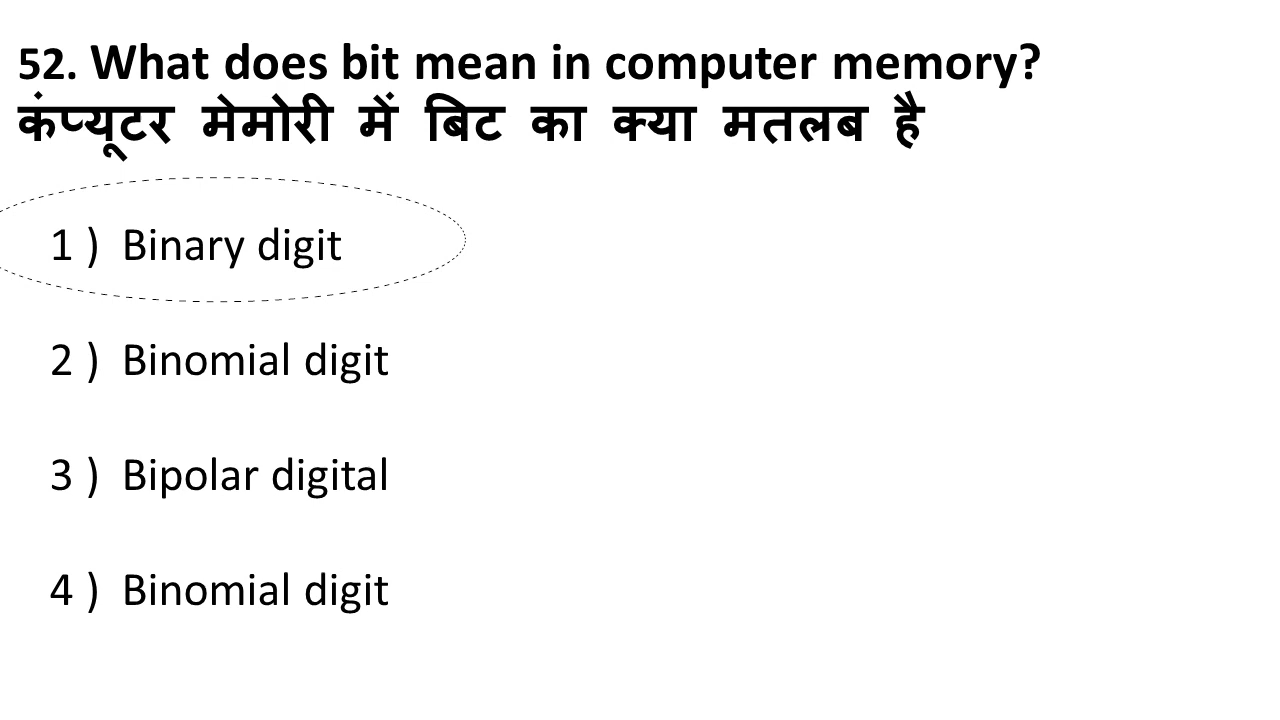 52. What does bit mean in computer memory?
कंप्यूटर मेमोरी में बिट का क्या मतलब है
1 ) Binary digit
2 ) Binomial digit
3 ) Bipolar digital
4 ) Binomial digit